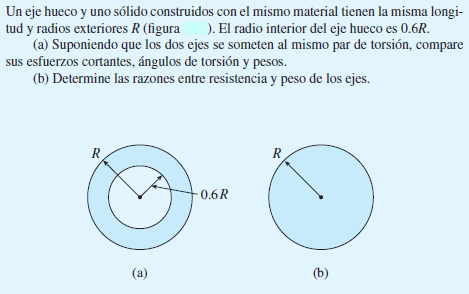 Un eje hueco y uno sólido construidos con el mismo material tienen la misma longi-
tud y radios exteriores R (figura ). El radio interior del eje hueco es 0.6R.
(a) Suponiendo que los dos ejes se someten al mismo par de torsión, compare
sus esfuerzos cortantes, ángulos de torsión y pesos.
(b) Determine las razones entre resistencia y peso de los ejes.
R
R
0.6R
(a)
(b)